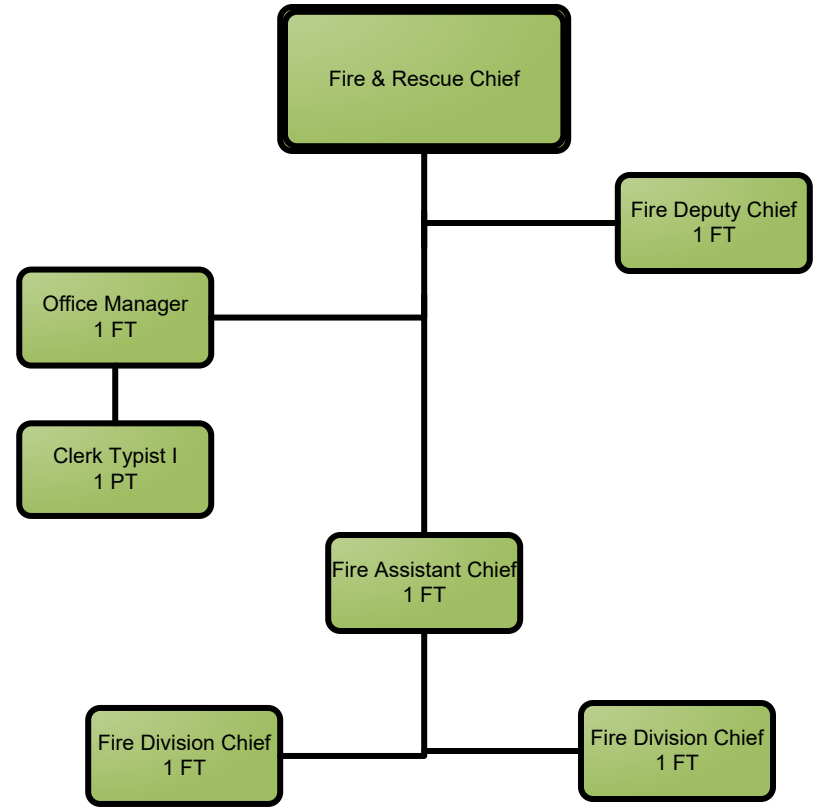 Fire & Rescue Chief
Fire Deputy Chief
1 FT
Office Manager
1 FT
Clerk Typist I
1 PT
Fire Assistant Chief
1 FT
Fire Division Chief
1 FT
Fire Division Chief
1 FT